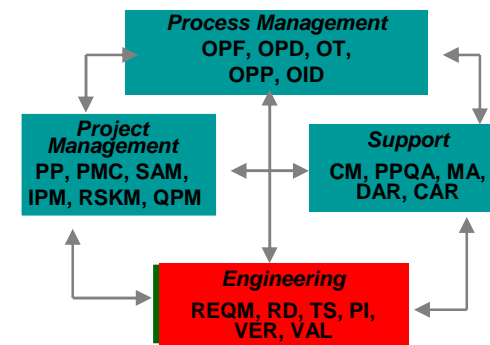 Process Management
OPF, OPD, OT,
OPP, OID
Project
Management
PP, PMC, SAM,
IPM, RSKM, QPM
Support
CM, PPQA, MA,
DAR, CAR
Engineering
REQM, RD, TS, PI,
VER, VAL